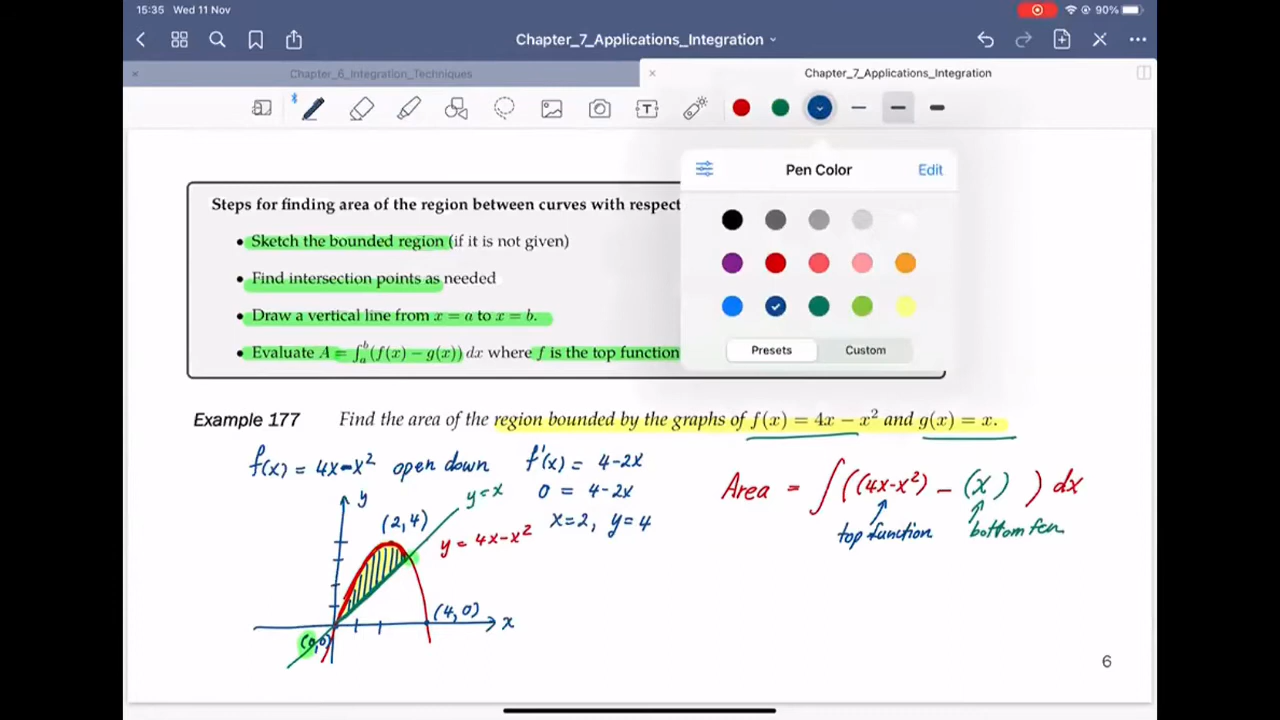 15:35 Wed 11 Nov
90%
Chapter_7_Applications_Integration
Chapter_6_Integration_Techniques
Chapter_7_Applications_Integration
T
Pen Color
Edit
Presets
Custom
Steps for finding area of the region between curves with respect
• Sketch the bounded region (if it is not given)
• Find intersection points as needed
• Draw a vertical line from x = a to x = b.
• Evaluate A = ∫_a^b (f(x) − g(x)) dx where f is the top function
Example 177 Find the area of the region bounded by the graphs of f(x) = 4x − x² and g(x) = x.
f(x) = 4x-x² open down
f'(x) = 4-2x
0 = 4-2x
x=2, y=4
y
(2,4)
y=x
y = 4x-x²
(4,0)
x
(0,0)
Area = ∫((4x-x²) - (x) ) dx
top function
bottom fcn
6